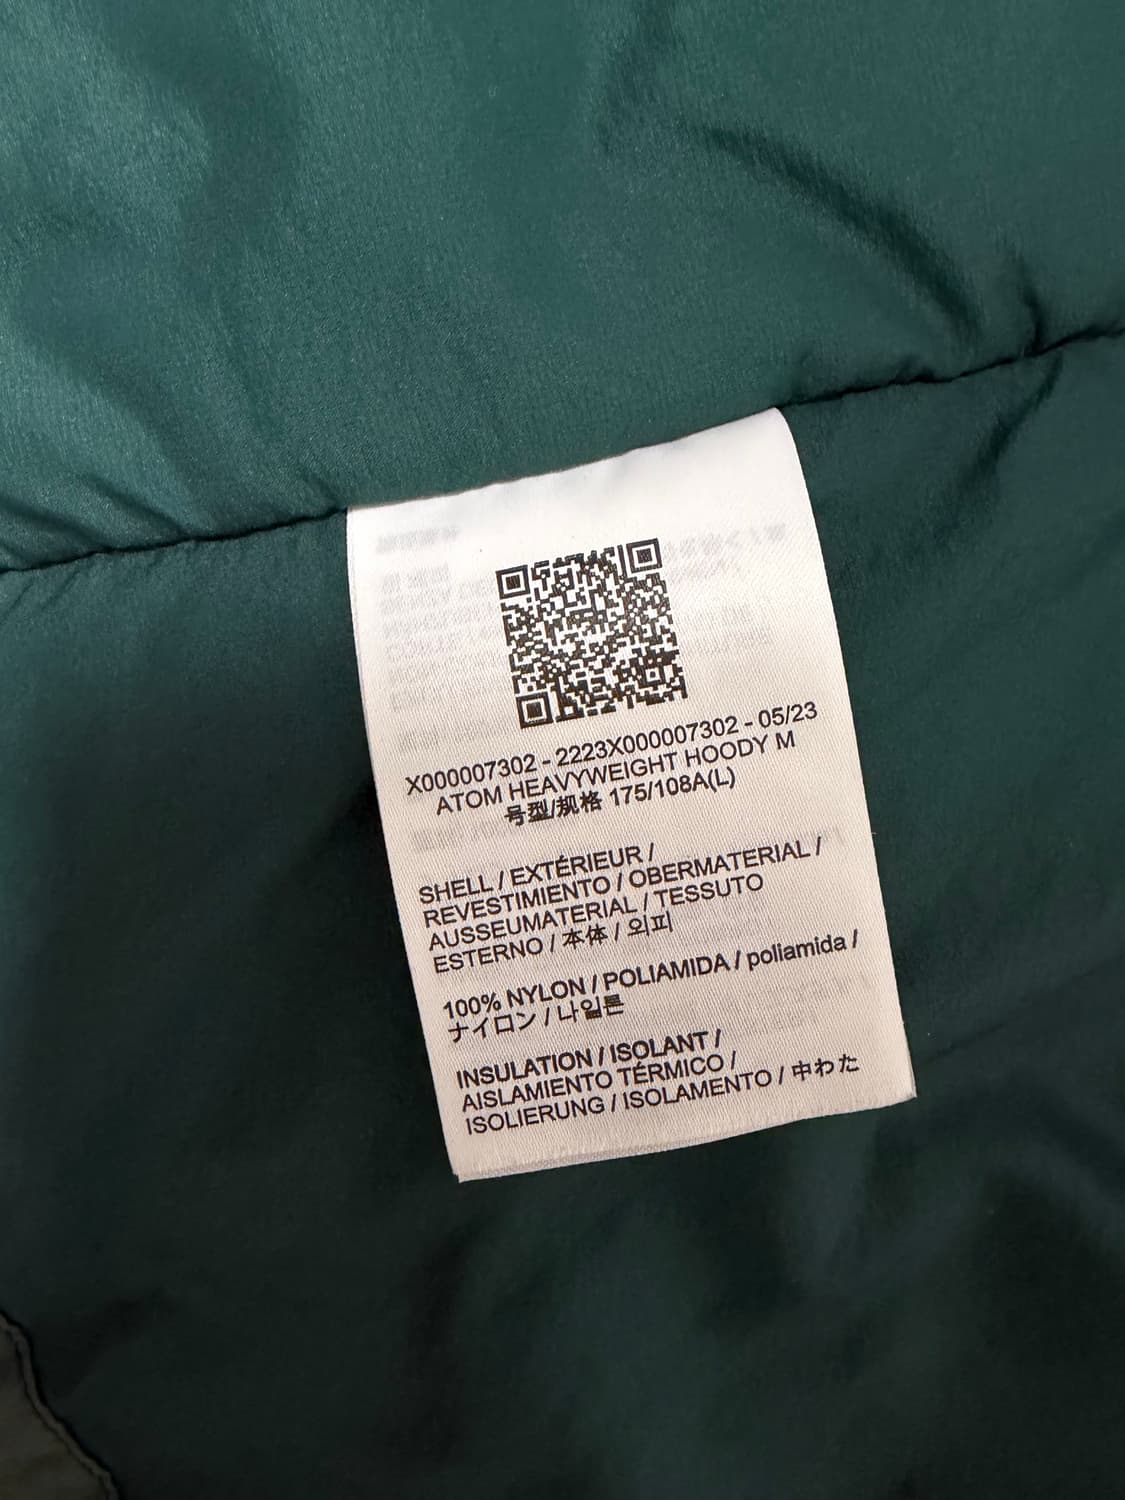 X000007302 - 2223X000007302 - 05/23
ATOM HEAVYWEIGHT HOODY M
号型/规格 175/108A(L)
SHELL / EXTÉRIEUR /
REVESTIMIENTO / OBERMATERIAL /
AUSSEUMATERIAL / TESSUTO
ESTERNO / 本体 / 외피
100% NYLON / POLIAMIDA / poliamida /
ナイロン / 나일론
INSULATION / ISOLANT /
AISLAMIENTO TÉRMICO /
ISOLIERUNG / ISOLAMENTO / 中わた